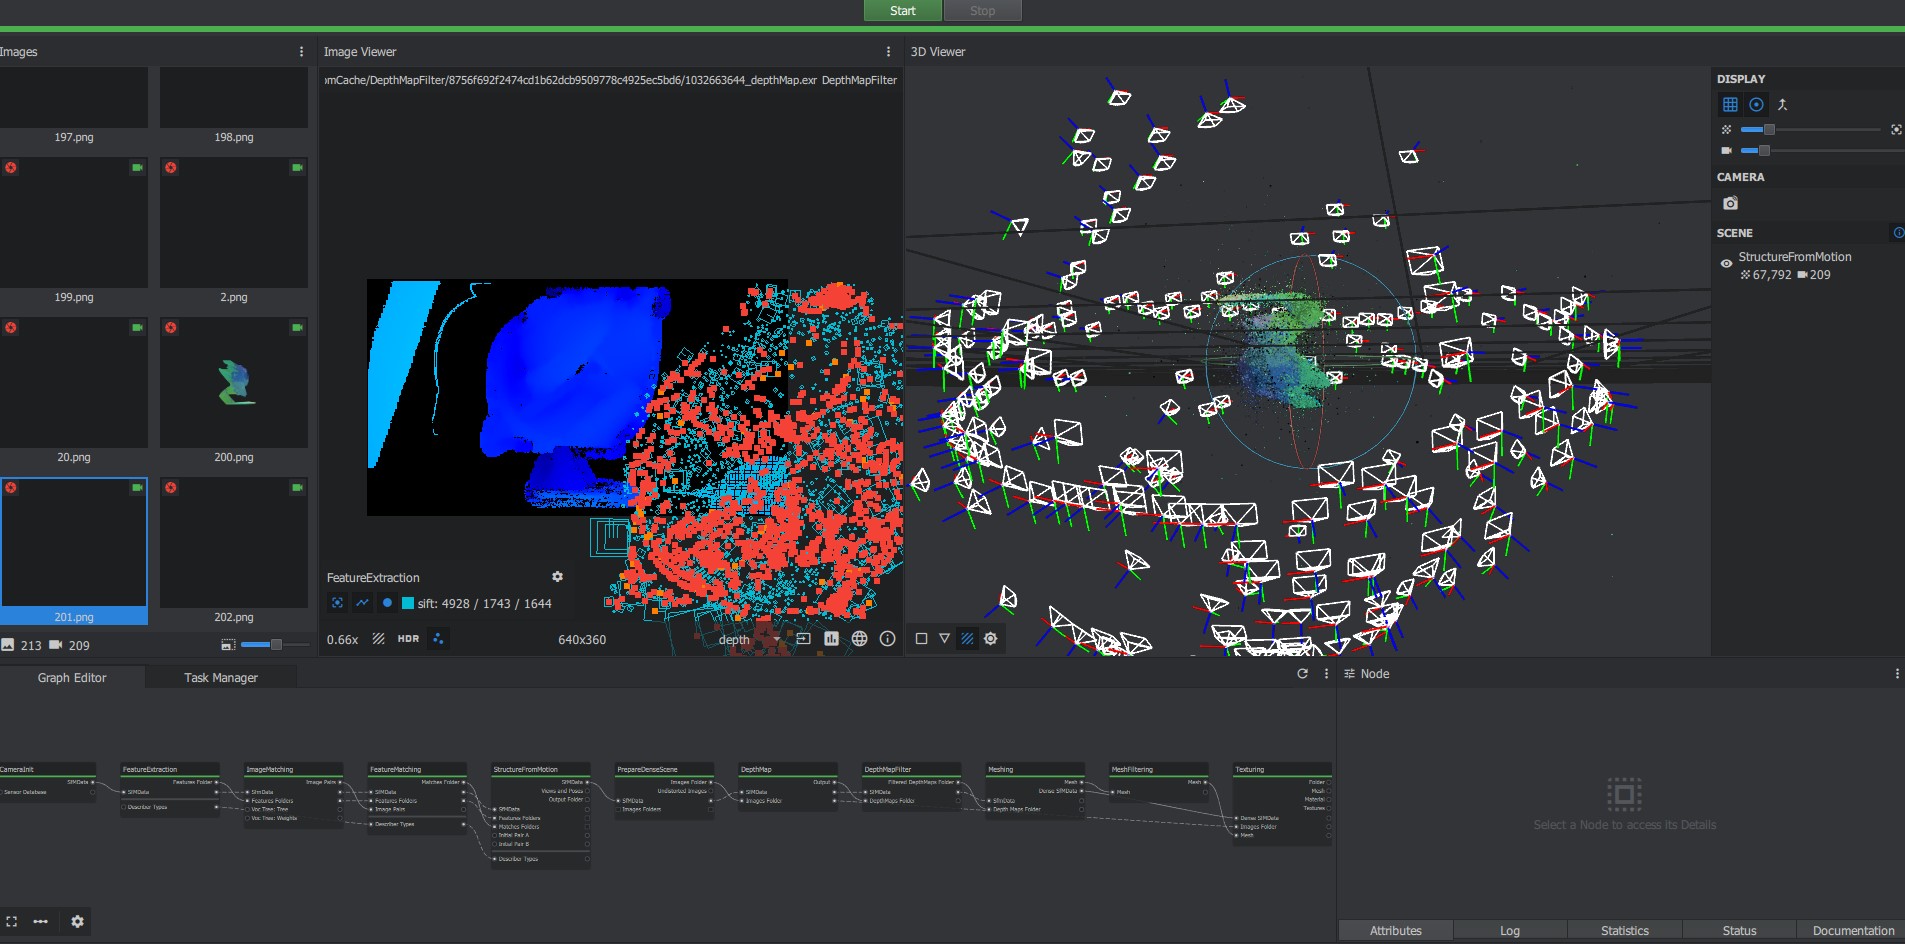 Start
Stop
Images
Image Viewer
3D Viewer
mCache/DepthMapFilter/8756f692f2474cd1b62dcb9509778c4925ec5bd6/1032663644_depthMap.exr DepthMapFilter
197.png
198.png
199.png
2.png
20.png
200.png
201.png
202.png
213
209
FeatureExtraction
sift: 4928 / 1743 / 1644
0.66x
HDR
640x360
depth
DISPLAY
CAMERA
SCENE
StructureFromMotion
67,792
209
Graph Editor
Task Manager
CameraInit
SfMData
Sensor Database
FeatureExtraction
Features Folder
SfMData
Describer Types
ImageMatching
Image Pairs
SfmData
Features Folders
Voc Tree: Tree
Voc Tree: Weights
FeatureMatching
Matches Folder
SfMData
Features Folders
Image Pairs
Describer Types
StructureFromMotion
SfMData
Views and Poses
Output Folder
SfMData
Features Folders
Matches Folders
Initial Pair A
Initial Pair B
Describer Types
PrepareDenseScene
Images Folder
Undistorted Images
SfMData
Images Folders
DepthMap
Output
SfMData
Images Folder
DepthMapFilter
Filtered DepthMaps Folder
SfMData
DepthMaps Folder
Meshing
Mesh
Dense SfMData
SfmData
Depth Maps Folder
MeshFiltering
Mesh
Mesh
Texturing
Folder
Mesh
Material
Textures
Dense SfMData
Images Folder
Mesh
Node
Select a Node to access its Details
Attributes
Log
Statistics
Status
Documentation